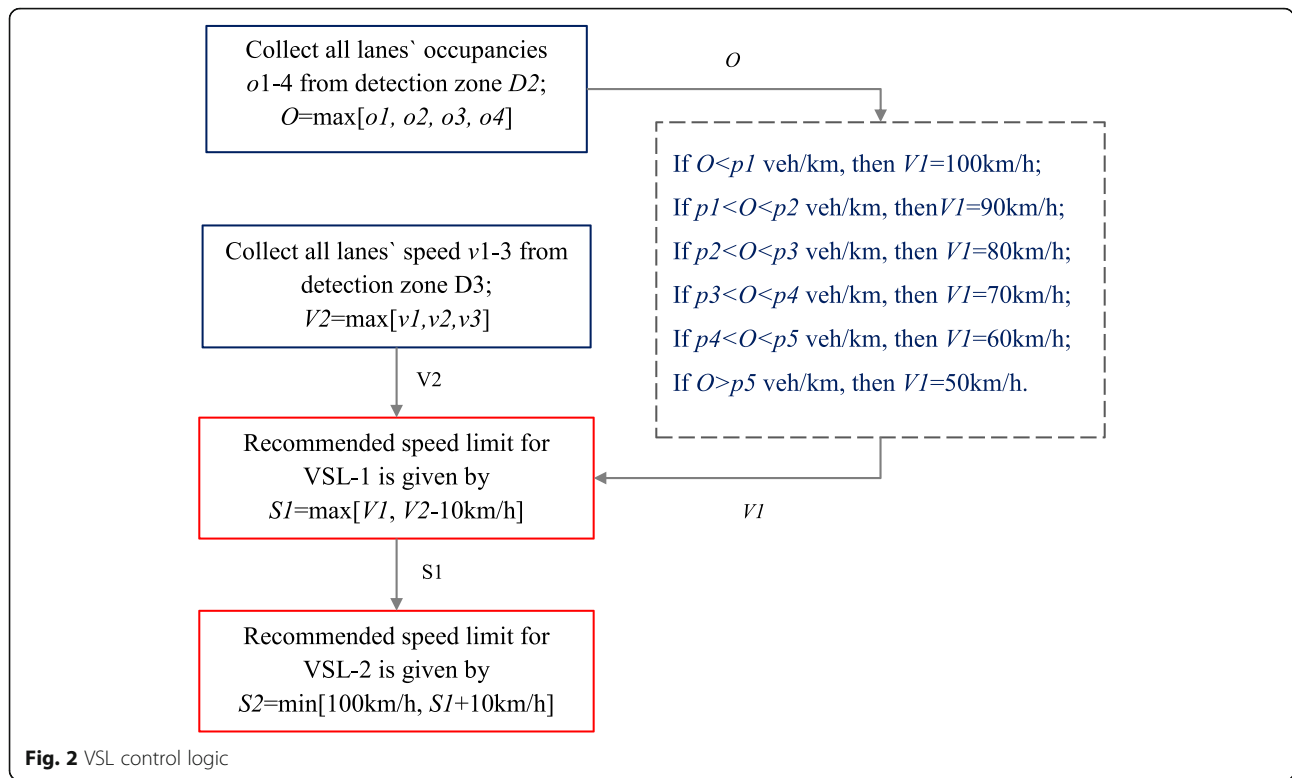 Collect all lanes` occupancies
o1-4 from detection zone D2;
O=max[o1, o2, o3, o4]
O
If O<p1 veh/km, then V1=100km/h;
If p1<O<p2 veh/km, thenV1=90km/h;
If p2<O<p3 veh/km, then V1=80km/h;
If p3<O<p4 veh/km, then V1=70km/h;
If p4<O<p5 veh/km, then V1=60km/h;
If O>p5 veh/km, then V1=50km/h.
Collect all lanes` speed v1-3 from
detection zone D3;
V2=max[v1,v2,v3]
V2
V1
Recommended speed limit for
VSL-1 is given by
S1=max[V1, V2-10km/h]
S1
Recommended speed limit for
VSL-2 is given by
S2=min[100km/h, S1+10km/h]
Fig. 2 VSL control logic